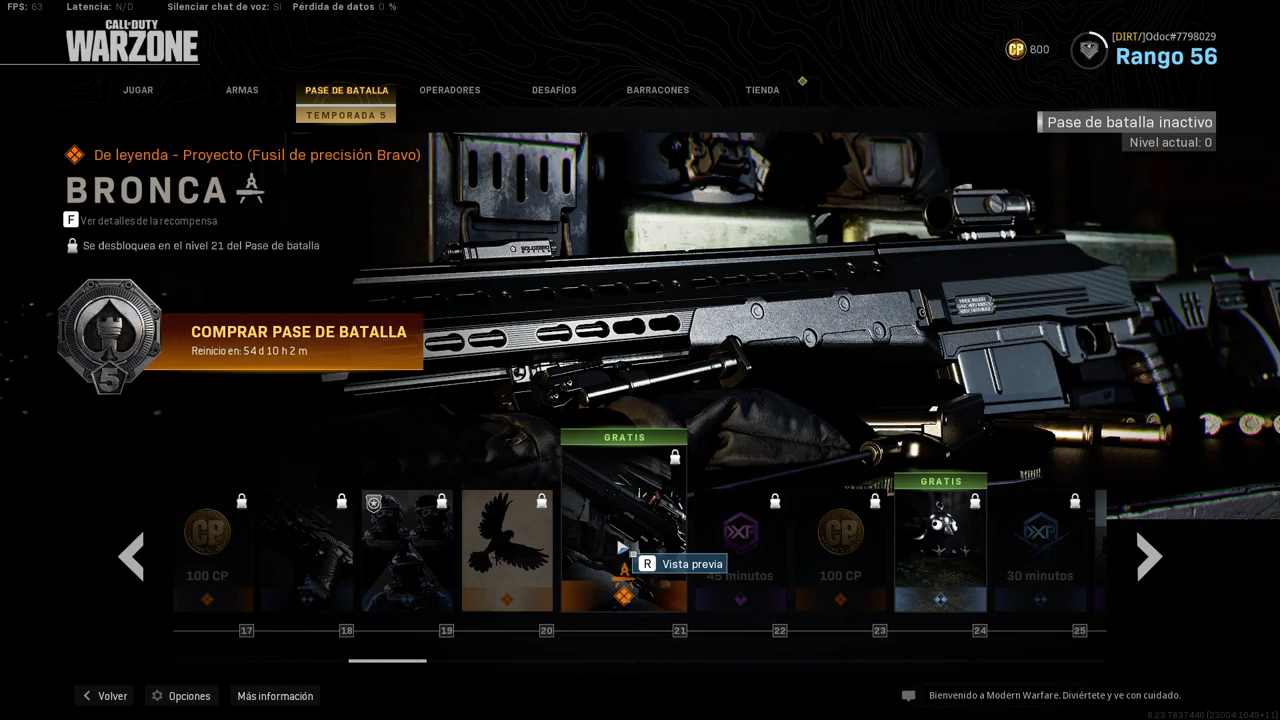 FPS: 63 Latencia: N/D Silenciar chat de voz: Sí Pérdida de datos 0 %
CALL OF DUTY
WARZONE
CP 800
[DIRT/]Odoc#7798029
Rango 56
JUGAR ARMAS PASE DE BATALLA OPERADORES DESAFÍOS BARRACONES TIENDA
TEMPORADA 5
Pase de batalla inactivo
Nivel actual: 0
De leyenda - Proyecto (Fusil de precisión Bravo)
BRONCA
F Ver detalles de la recompensa
Se desbloquea en el nivel 21 del Pase de batalla
COMPRAR PASE DE BATALLA
Reinicio en: 54 d 10 h 2 m
5
GRATIS
GRATIS
CP
100 CP
R Vista previa
2XP
45 minutos
CP
100 CP
2XP
30 minutos
17 18 19 20 21 22 23 24 25
Volver Opciones Más información
Bienvenido a Modern Warfare. Diviértete y ve con cuidado.